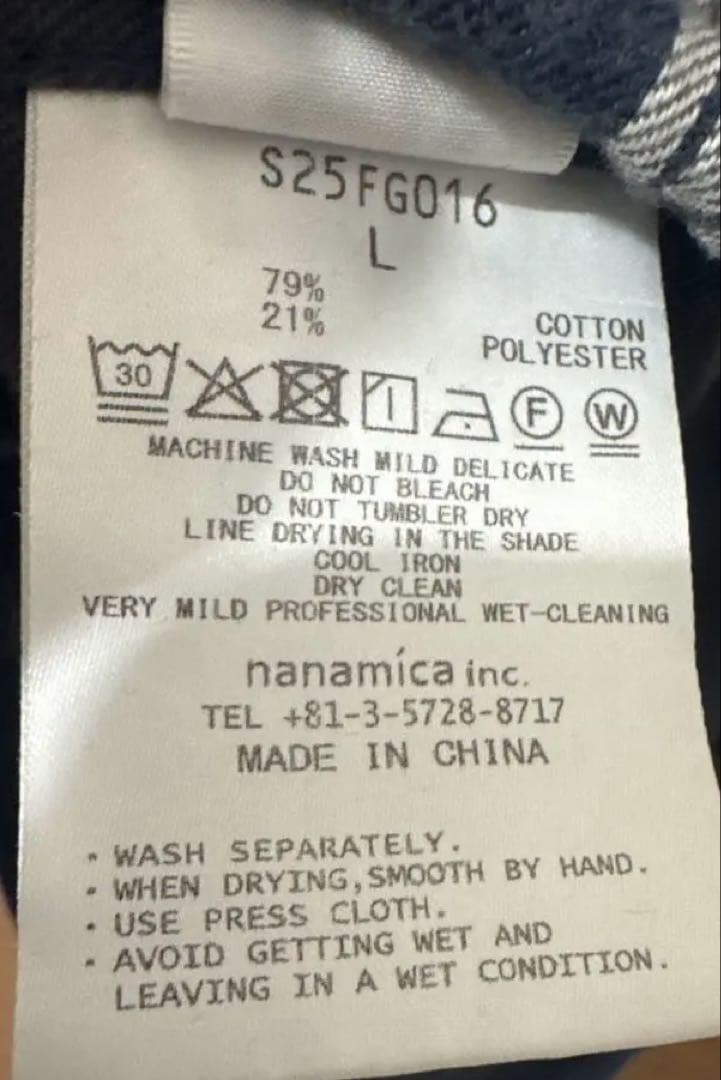 S25FG016
L
79%
21%
COTTON
POLYESTER
30
F
W
MACHINE WASH MILD DELICATE
DO NOT BLEACH
DO NOT TUMBLER DRY
LINE DRYING IN THE SHADE
COOL IRON
DRY CLEAN
VERY MILD PROFESSIONAL WET-CLEANING
nanamíca inc.
TEL +81-3-5728-8717
MADE IN CHINA
• WASH SEPARATELY.
• WHEN DRYING,SMOOTH BY HAND.
• USE PRESS CLOTH.
• AVOID GETTING WET AND
LEAVING IN A WET CONDITION.